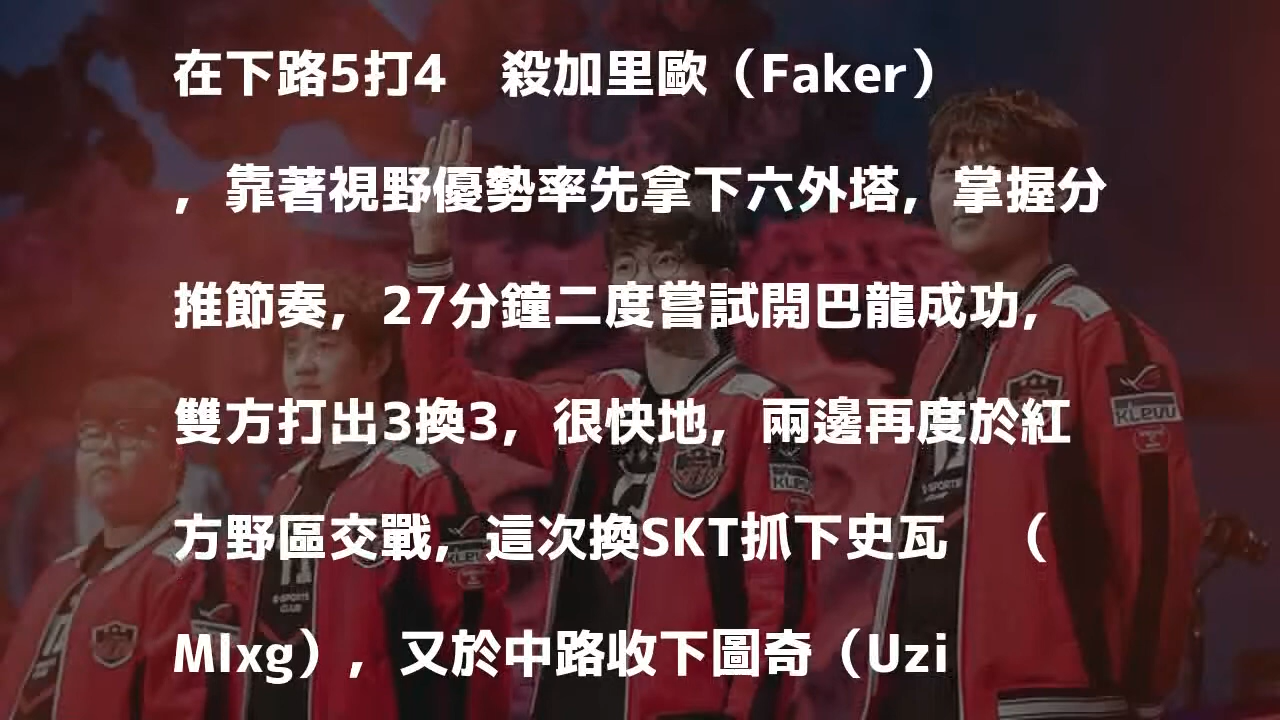 在下路5打4　殺加里歐（Faker）
，靠著視野優勢率先拿下六外塔，掌握分
推節奏，27分鐘二度嘗試開巴龍成功，
雙方打出3換3，很快地，兩邊再度於紅
方野區交戰，這次換SKT抓下史瓦　（
Mlxg），又於中路收下圖奇（Uzi
KLEVV
KLEVV
E-SPORTS
CLUB